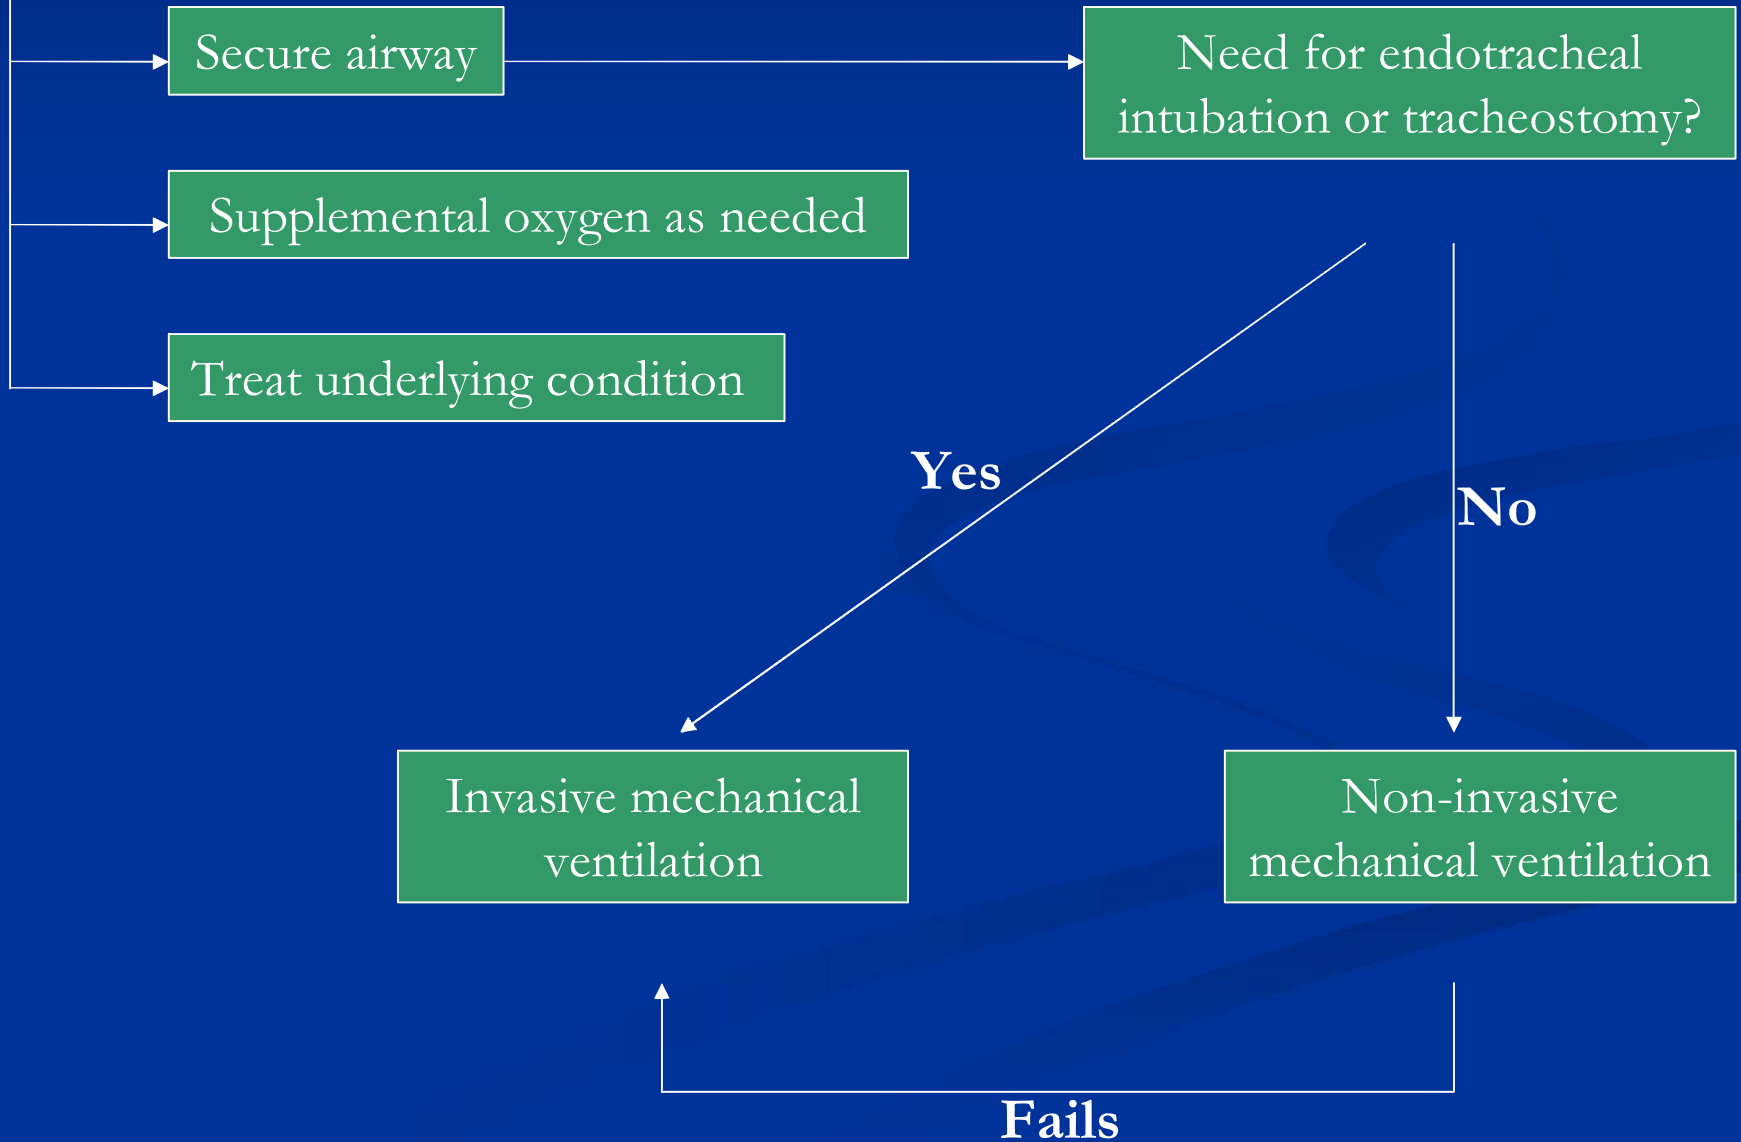 Secure airway
Need for endotracheal
intubation or tracheostomy?
Supplemental oxygen as needed
Treat underlying condition
Yes
No
Invasive mechanical
ventilation
Non-invasive
mechanical ventilation
Fails